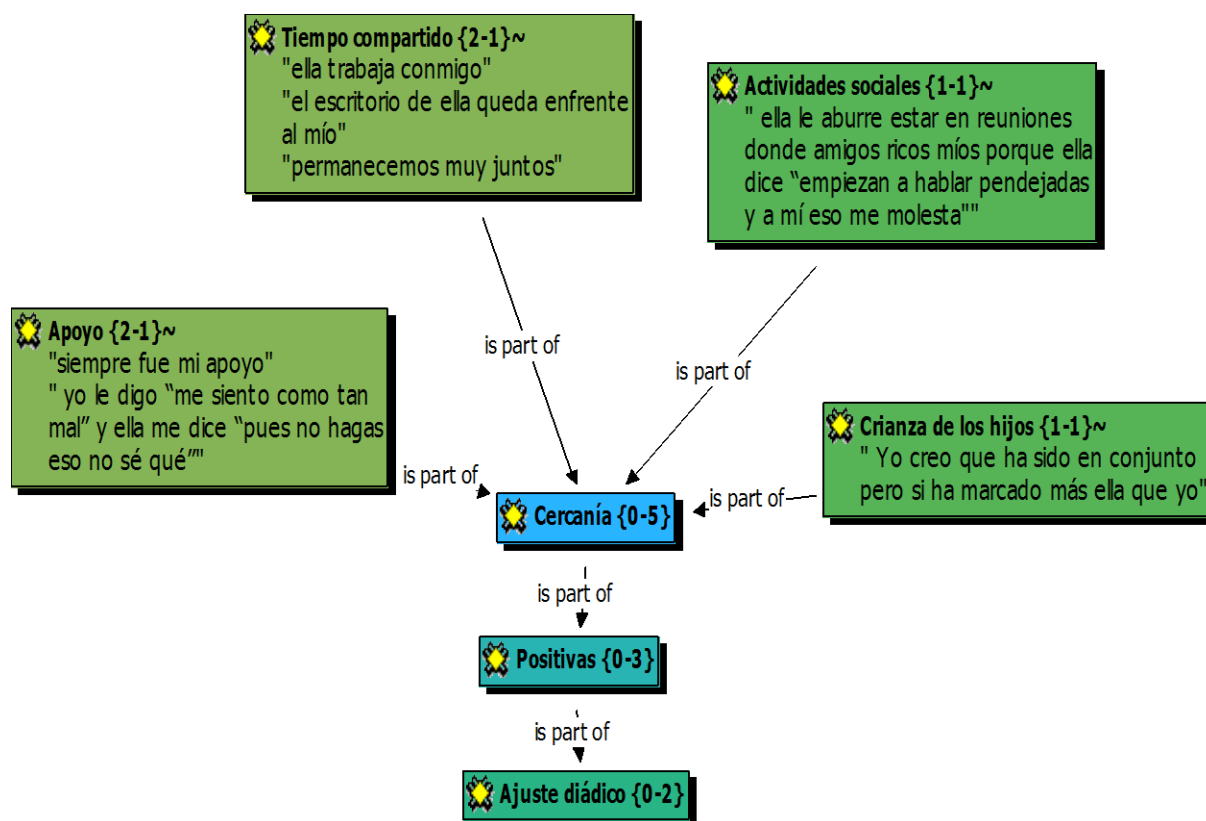 Tiempo compartido {2-1}~
"ella trabaja conmigo"
"el escritorio de ella queda enfrente
al mío"
"permanecemos muy juntos"
Actividades sociales {1-1}~
" ella le aburre estar en reuniones
donde amigos ricos míos porque ella
dice “empiezan a hablar pendejadas
y a mí eso me molesta""
is part of
is part of
Apoyo {2-1}~
"siempre fue mi apoyo"
" yo le digo “me siento como tan
mal” y ella me dice “pues no hagas
eso no sé qué”"
Crianza de los hijos {1-1}~
" Yo creo que ha sido en conjunto
pero si ha marcado más ella que yo"
is part of
is part of
Cercanía {0-5}
is part of
Positivas {0-3}
is part of
Ajuste diádico {0-2}